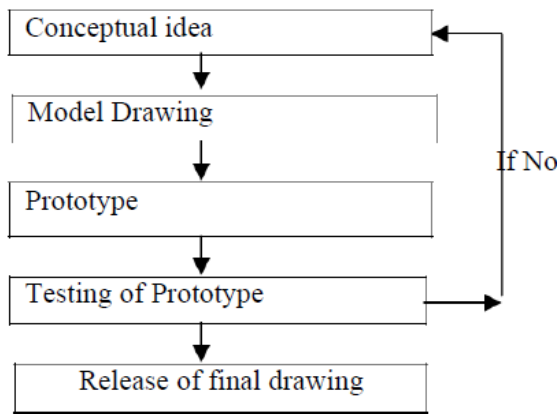 Conceptual idea
Model Drawing
If No
Prototype
Testing of Prototype
Release of final drawing